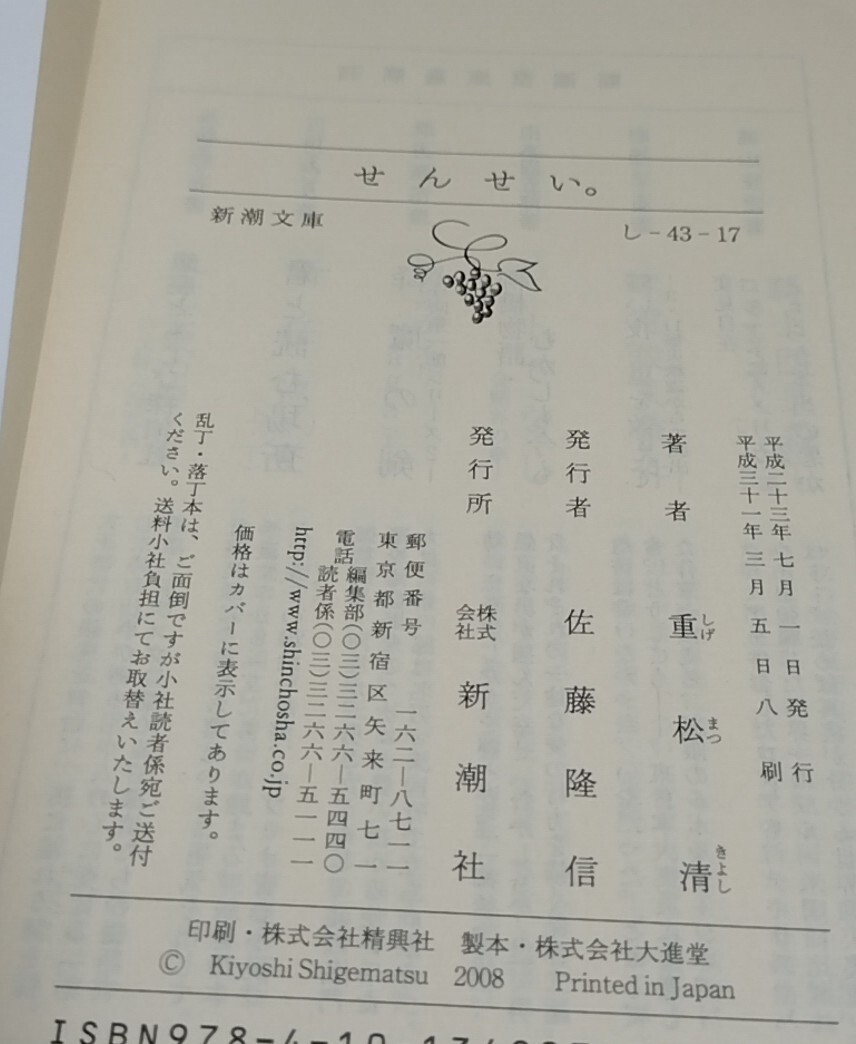 せんせい。
新潮文庫
し-43-17
平成二十三年七月一日発行
平成三十一年三月五日八刷
著者 重松清
しげ まつ きよし
発行者 佐藤隆信
発行所 株式会社 新潮社
郵便番号 一六二―八七一一
東京都新宿区矢来町七一
電話 編集部(〇三)三二六六―五四四〇
読者係(〇三)三二六六―五一一一
http://www.shinchosha.co.jp
価格はカバーに表示してあります。
乱丁・落丁本は、ご面倒ですが小社読者係宛ご送付
ください。送料小社負担にてお取替えいたします。
印刷・株式会社精興社 製本・株式会社大進堂
© Kiyoshi Shigematsu 2008 Printed in Japan
ISBN978-4-10-